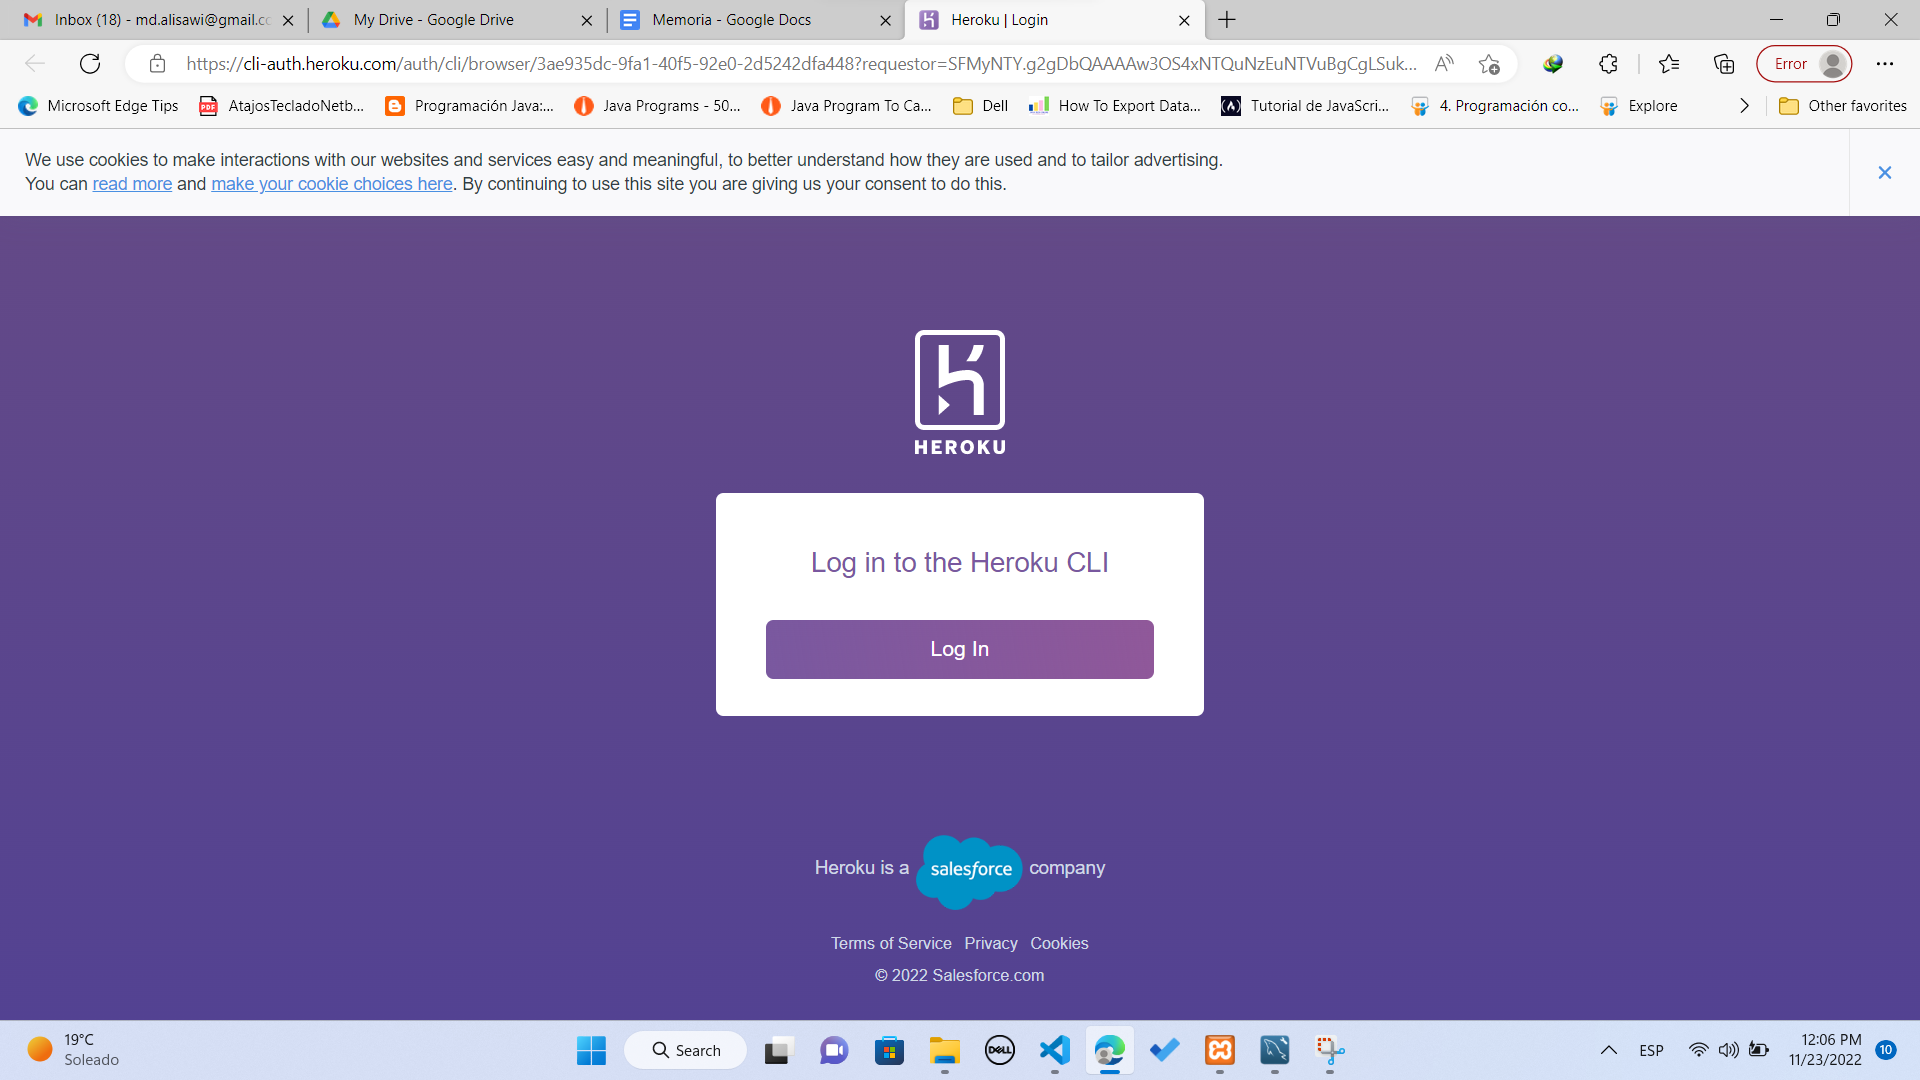 Inbox (18) - md.alisawi@gmail.co
My Drive - Google Drive
Memoria - Google Docs
Heroku | Login
https://cli-auth.heroku.com/auth/cli/browser/3ae935dc-9fa1-40f5-92e0-2d5242dfa448?requestor=SFMyNTY.g2gDbQAAAAw3OS4xNTQuNzEuNTVuBgCgLSuk...
Error
Microsoft Edge Tips
AtajosTecladoNetb...
Programación Java:...
Java Programs - 50...
Java Program To Ca...
Dell
How To Export Data...
Tutorial de JavaScri...
4. Programación co...
Explore
Other favorites
We use cookies to make interactions with our websites and services easy and meaningful, to better understand how they are used and to tailor advertising.
You can read more and make your cookie choices here. By continuing to use this site you are giving us your consent to do this.
HEROKU
Log in to the Heroku CLI
Log In
Heroku is a salesforce company
Terms of Service Privacy Cookies
© 2022 Salesforce.com
19°C
Soleado
Search
DELL
ESP
12:06 PM
11/23/2022
10